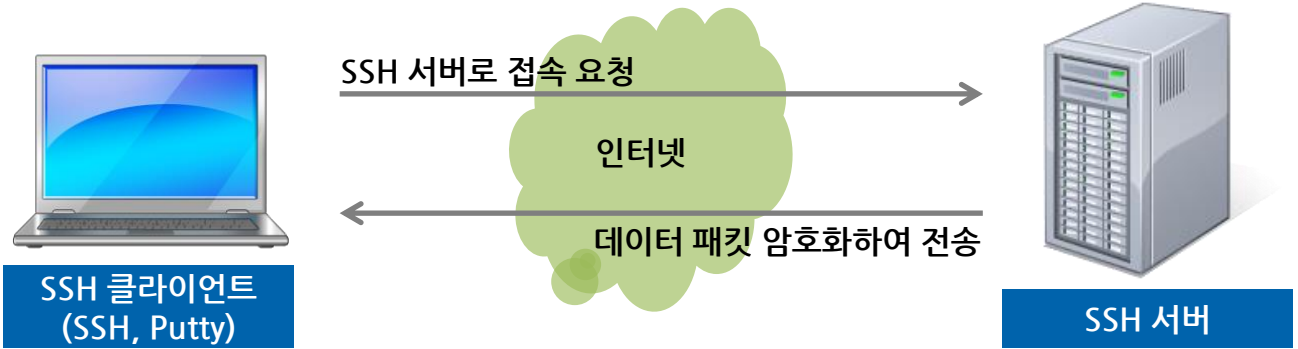 SSH 서버로 접속 요청
인터넷
데이터 패킷 암호화하여 전송
SSH 클라이언트
(SSH, Putty)
SSH 서버